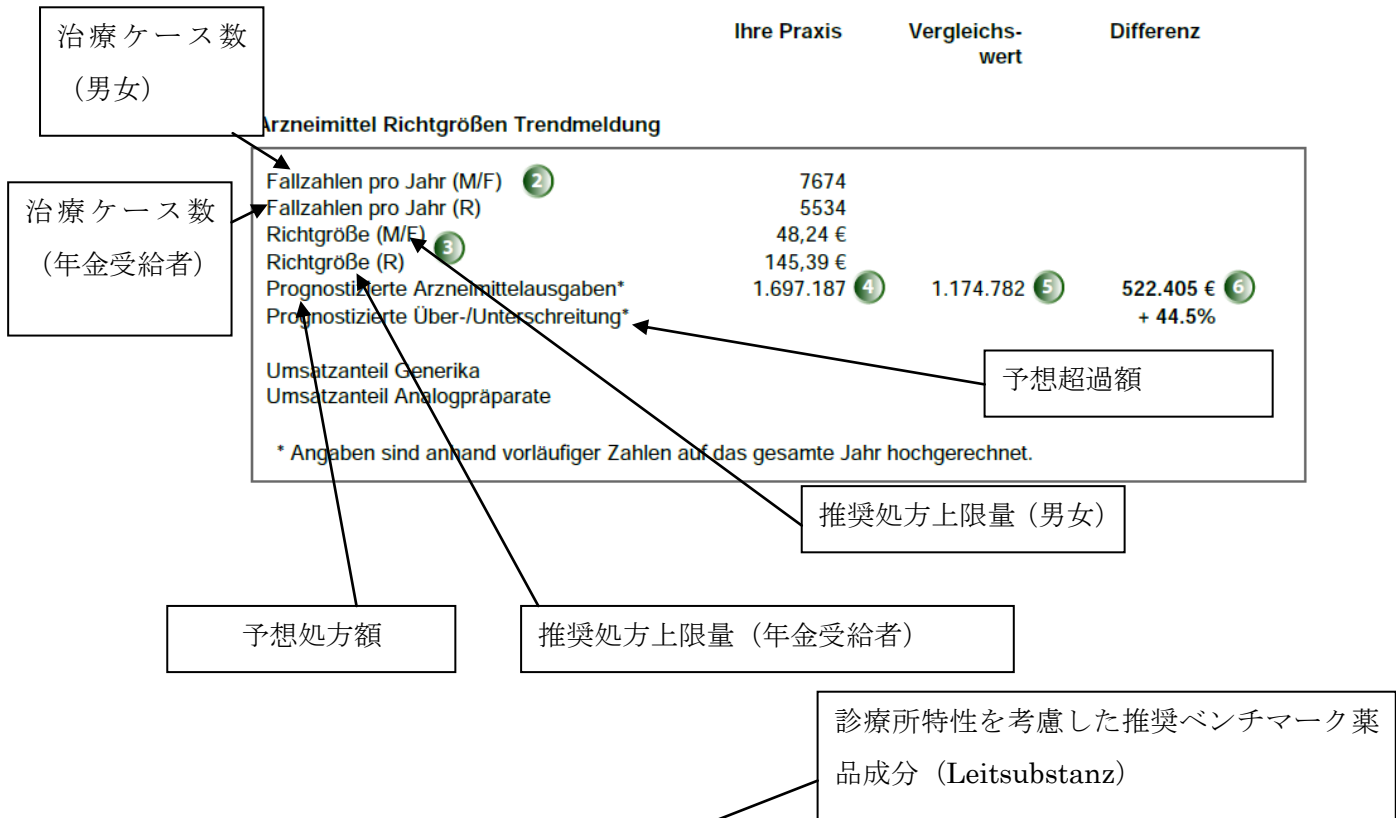 治療ケース数
（男女）
Ihre Praxis Vergleichs- Differenz
wert
Arzneimittel Richtgrößen Trendmeldung
Fallzahlen pro Jahr (M/F) 2 7674
治療ケース数
（年金受給者）
Fallzahlen pro Jahr (R) 5534
Richtgröße (M/F) 3 48,24 €
Richtgröße (R) 145,39 €
Prognostizierte Arzneimittelausgaben* 1.697.187 4 1.174.782 5 522.405 € 6
Prognostizierte Über-/Unterschreitung* + 44.5%
予想超過額
Umsatzanteil Generika
Umsatzanteil Analogpräparate
* Angaben sind anhand vorläufiger Zahlen auf das gesamte Jahr hochgerechnet.
推奨処方上限量（男女）
予想処方額
推奨処方上限量（年金受給者）
診療所特性を考慮した推奨ベンチマーク薬
品成分（Leitsubstanz）